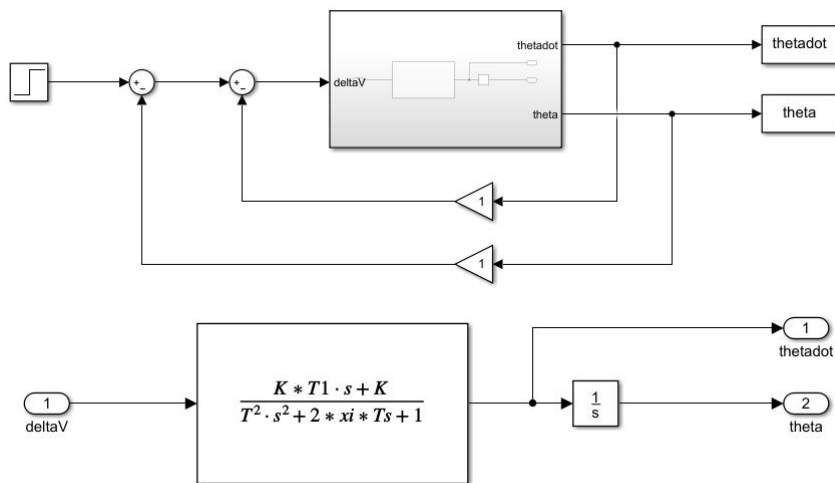 thetadot
thetadot
+
−
+
−
deltaV
theta
theta
1
1
K * T1 · s + K
T² · s² + 2 * xi * Ts + 1
1
thetadot
1
deltaV
1
s
2
theta